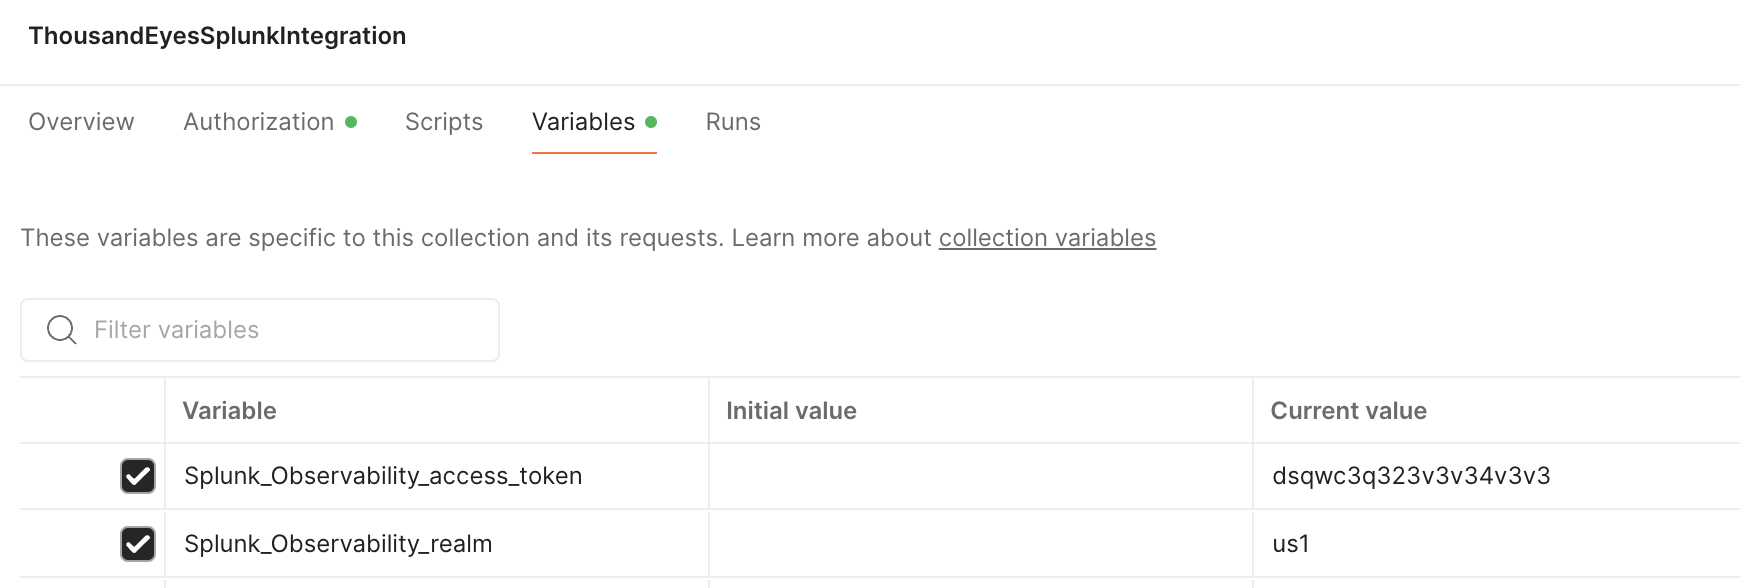 ThousandEyesSplunkIntegration
Overview Authorization Scripts Variables Runs
These variables are specific to this collection and its requests. Learn more about collection variables
Filter variables
Variable Initial value Current value
Splunk_Observability_access_token dsqwc3q323v3v34v3v3
Splunk_Observability_realm us1